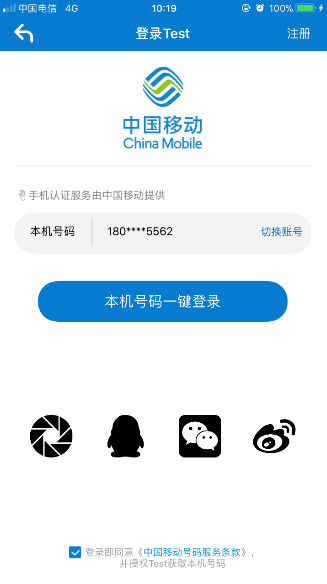 中国电信 4G 10:19 100%
登录Test 注册
中国移动
China Mobile
手机认证服务由中国移动提供
本机号码 180****5562 切换账号
本机号码一键登录
登录即同意《中国移动号码服务条款》,
并授权Test获取本机号码